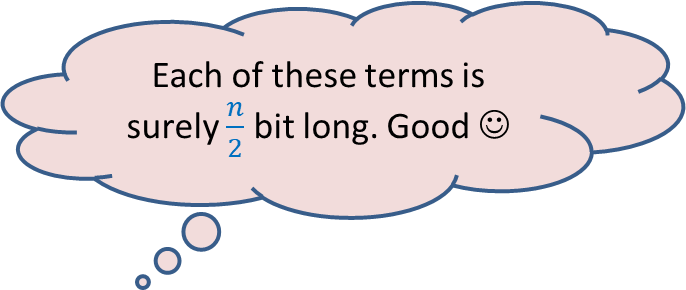 Each of these terms is
surely n/2 bit long. Good ☺